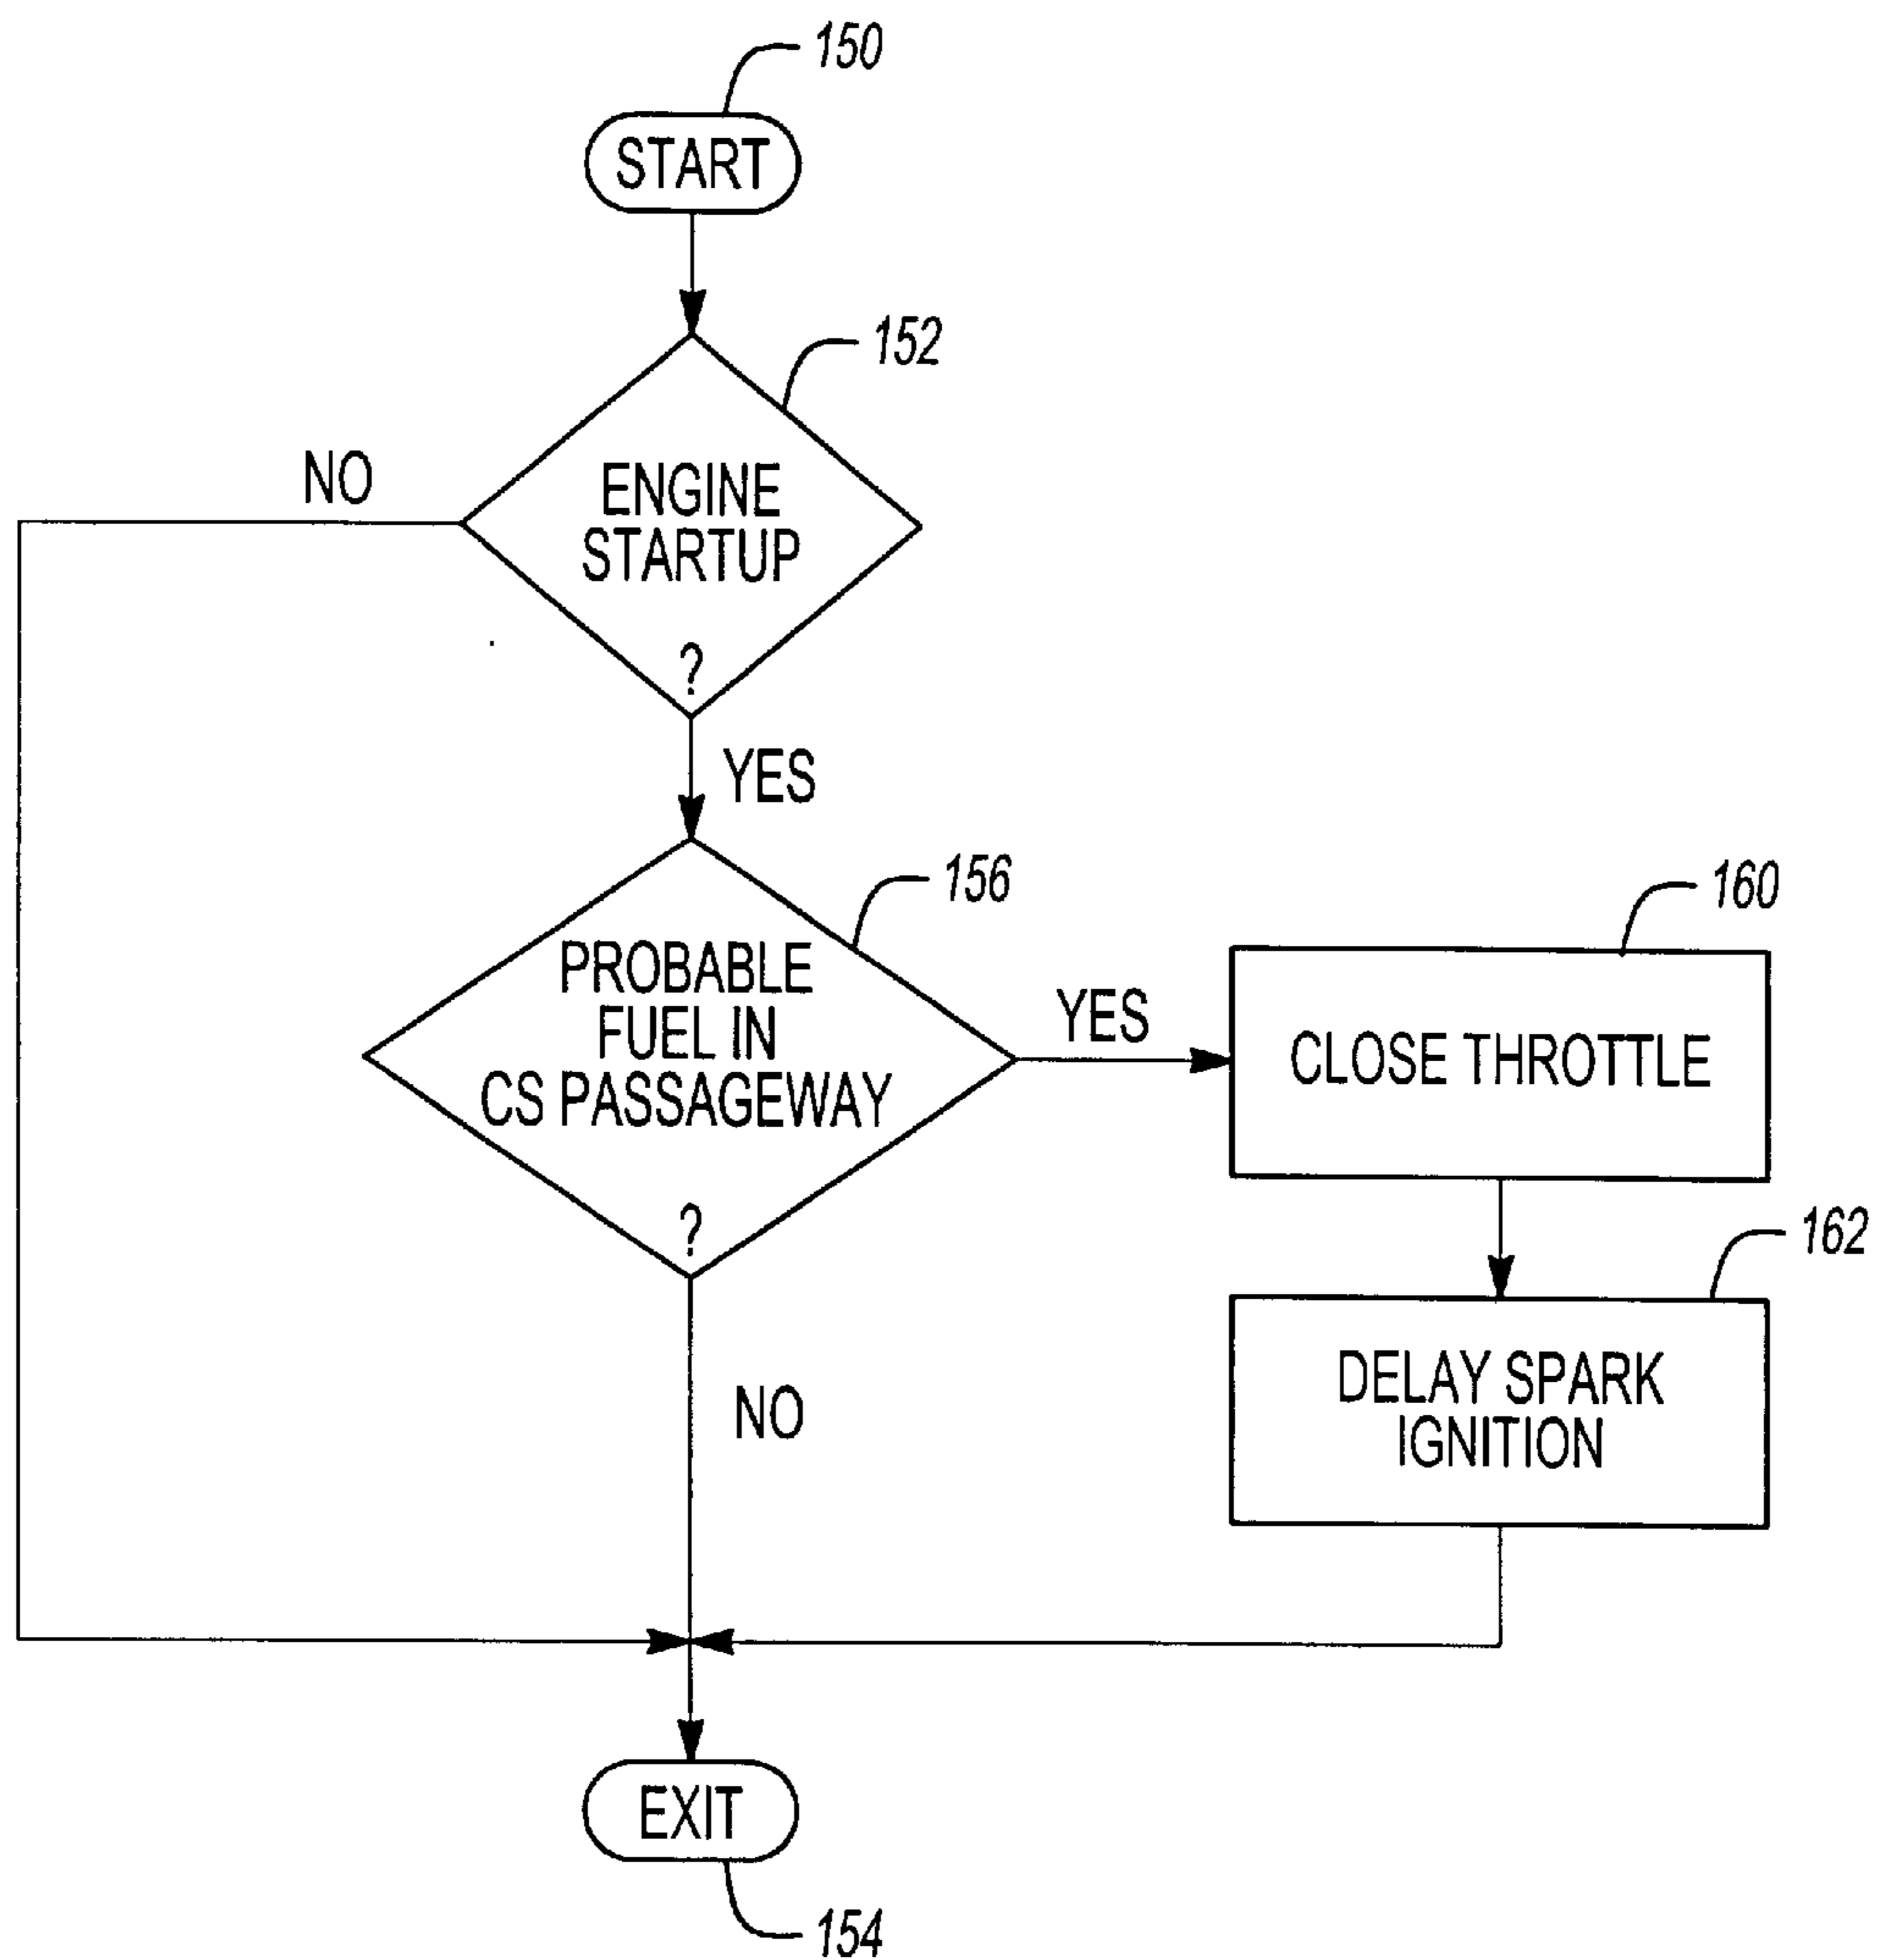 150
START
152
NO
ENGINE
STARTUP
?
YES
156
PROBABLE
FUEL IN
CS PASSAGEWAY
?
YES
160
CLOSE THROTTLE
162
DELAY SPARK
IGNITION
NO
EXIT
154